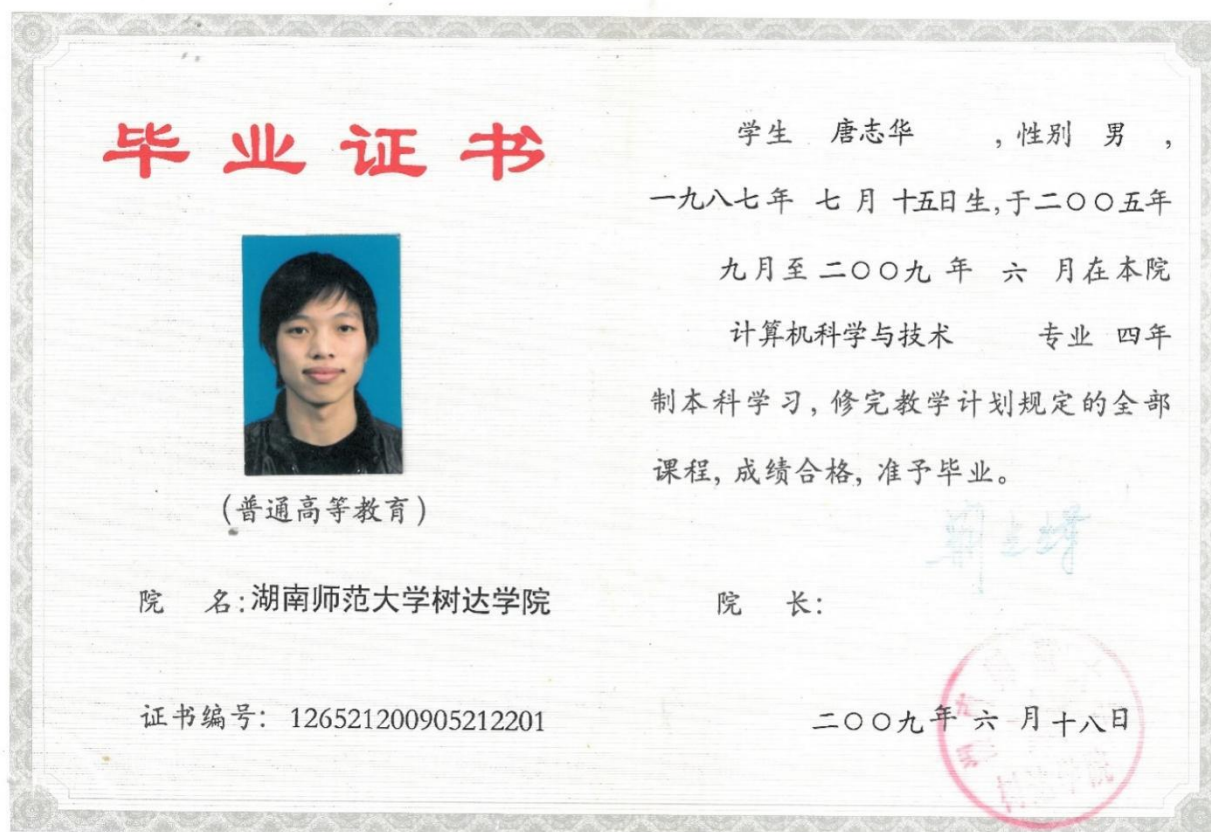 毕业证书
(普通高等教育)
院 名:湖南师范大学树达学院
证书编号: 126521200905212201
学生 唐志华 ,性别 男 ,
一九八七年 七 月 十五日生,于二〇〇五年
九月至二〇〇九 年 六 月在本院
计算机科学与技术 专业 四年
制本科学习,修完教学计划规定的全部
课程,成绩合格,准予毕业。
院 长:
二〇〇九年 六 月十八日
树达学院